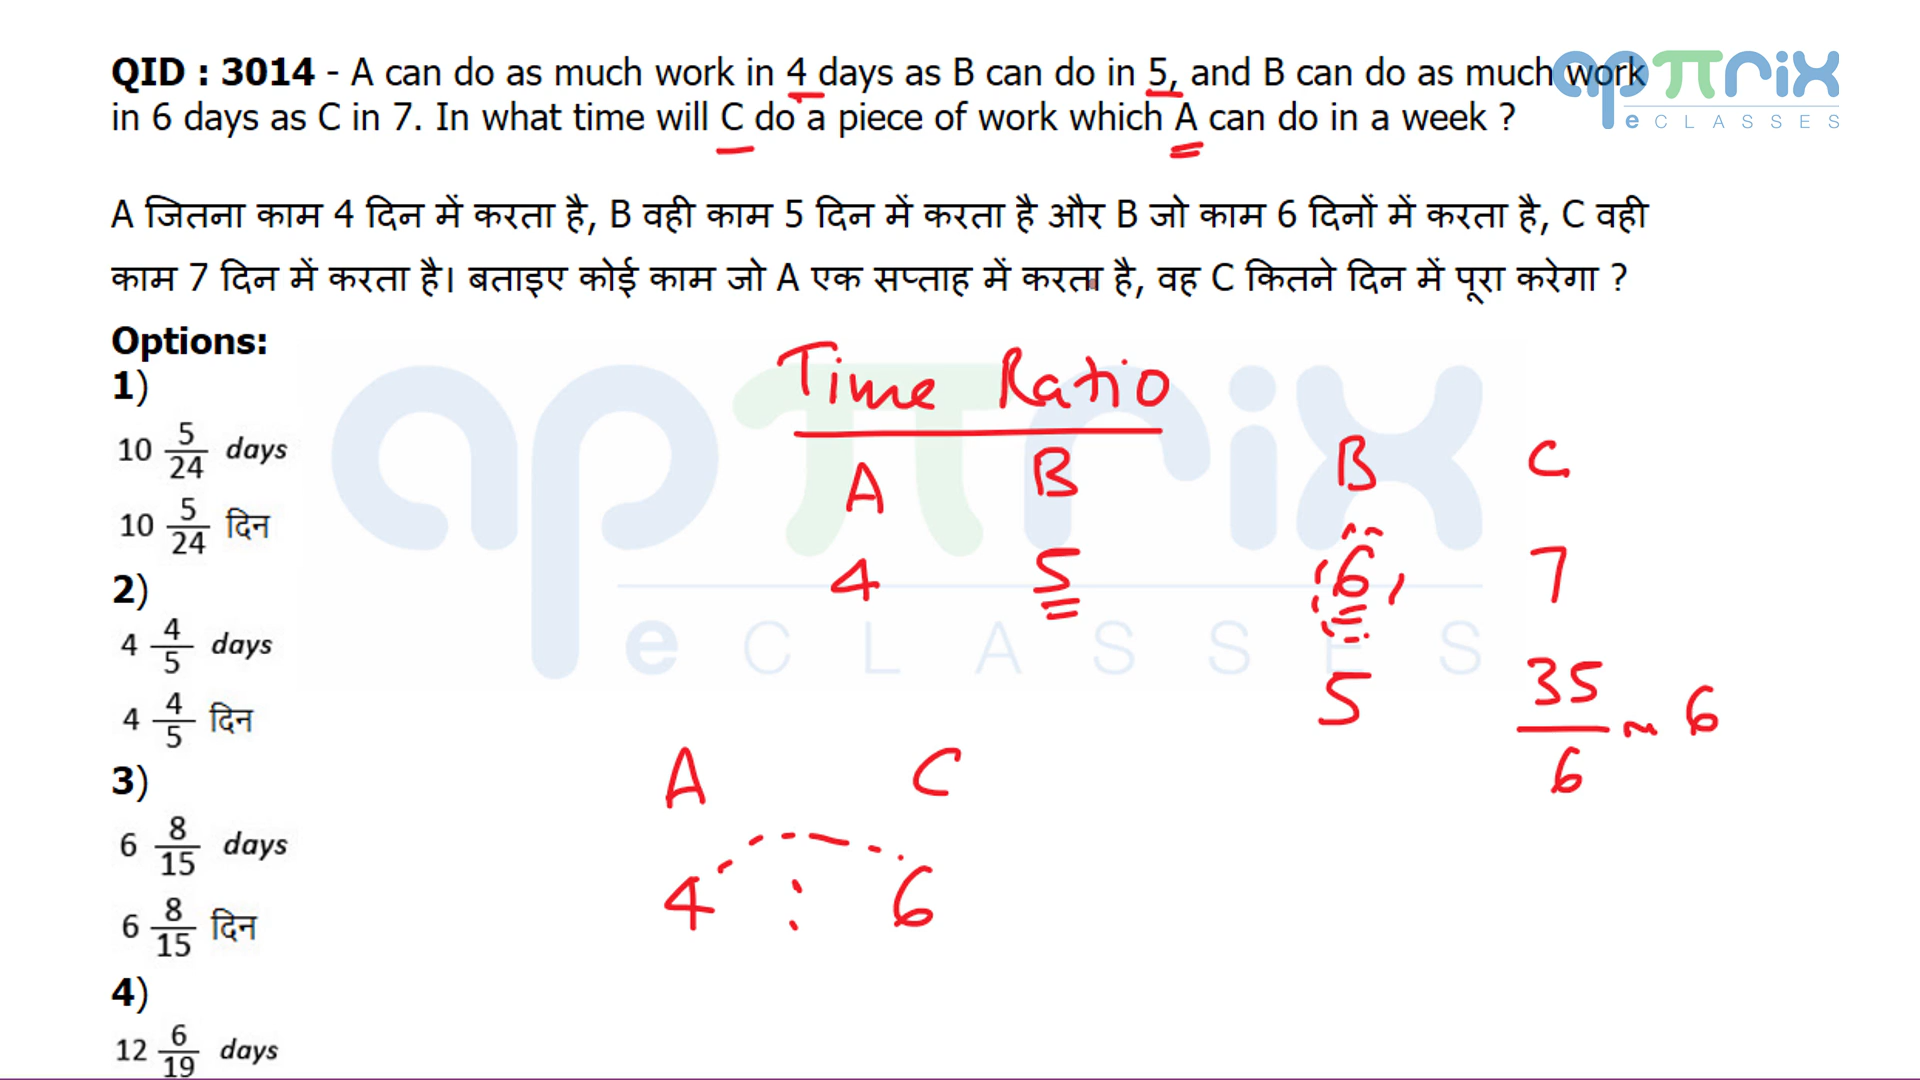 QID : 3014 - A can do as much work in 4 days as B can do in 5, and B can do as much work
in 6 days as C in 7. In what time will C do a piece of work which A can do in a week ?
apπrix
e CLASSES
A जितना काम 4 दिन में करता है, B वही काम 5 दिन में करता है और B जो काम 6 दिनों में करता है, C वही
काम 7 दिन में करता है। बताइए कोई काम जो A एक सप्ताह में करता है, वह C कितने दिन में पूरा करेगा ?
Options:
1)
10 5/24 days
10 5/24 दिन
2)
4 4/5 days
4 4/5 दिन
3)
6 8/15 days
6 8/15 दिन
4)
12 6/19 days
Time Ratio
A B B C
4 5 6, 7
5 35/6 ~ 6
A C
4 : 6
apπrix
e CLASSES